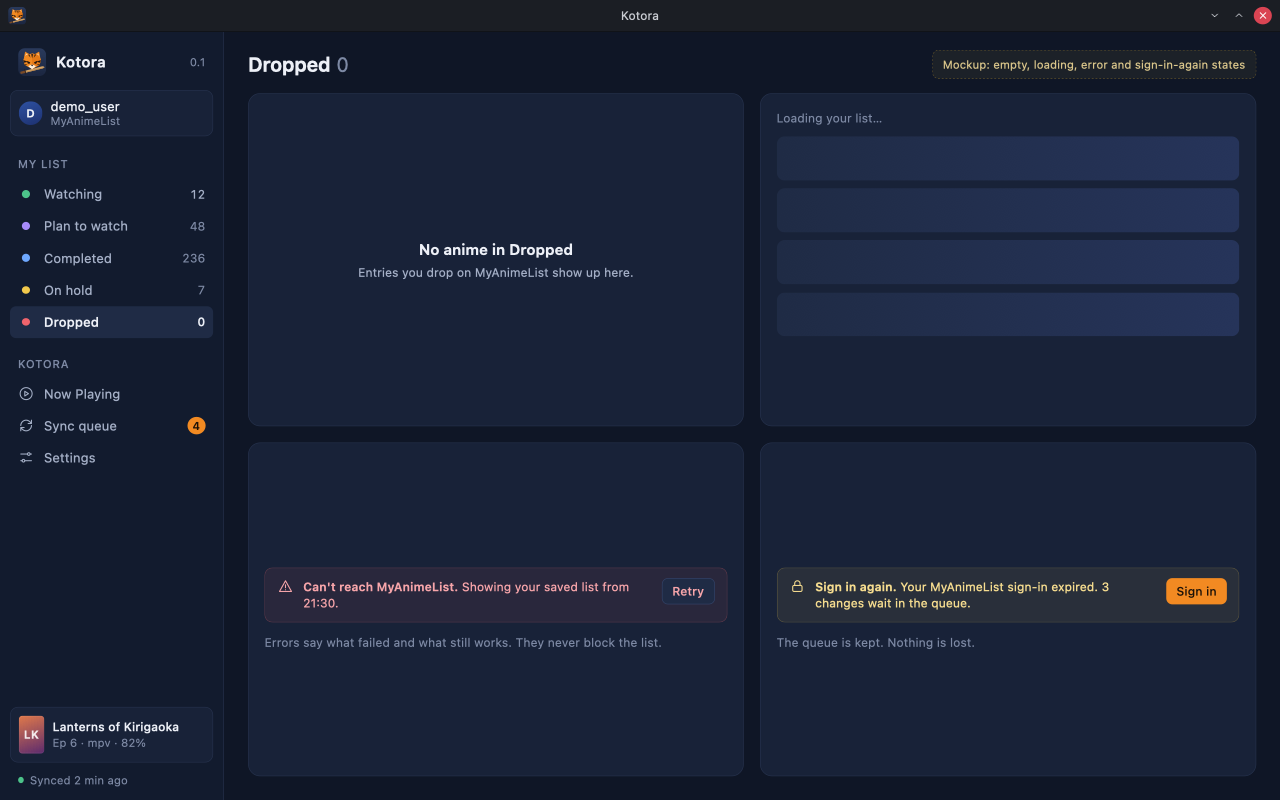 Kotora
Kotora
0.1
D
demo_user
MyAnimeList
MY LIST
Watching 12
Plan to watch 48
Completed 236
On hold 7
Dropped 0
KOTORA
Now Playing
Sync queue 4
Settings
LK
Lanterns of Kirigaoka
Ep 6 · mpv · 82%
Synced 2 min ago
Dropped 0
Mockup: empty, loading, error and sign-in-again states
No anime in Dropped
Entries you drop on MyAnimeList show up here.
Loading your list…
Can't reach MyAnimeList. Showing your saved list from
21:30.
Retry
Errors say what failed and what still works. They never block the list.
Sign in again. Your MyAnimeList sign-in expired. 3
changes wait in the queue.
Sign in
The queue is kept. Nothing is lost.